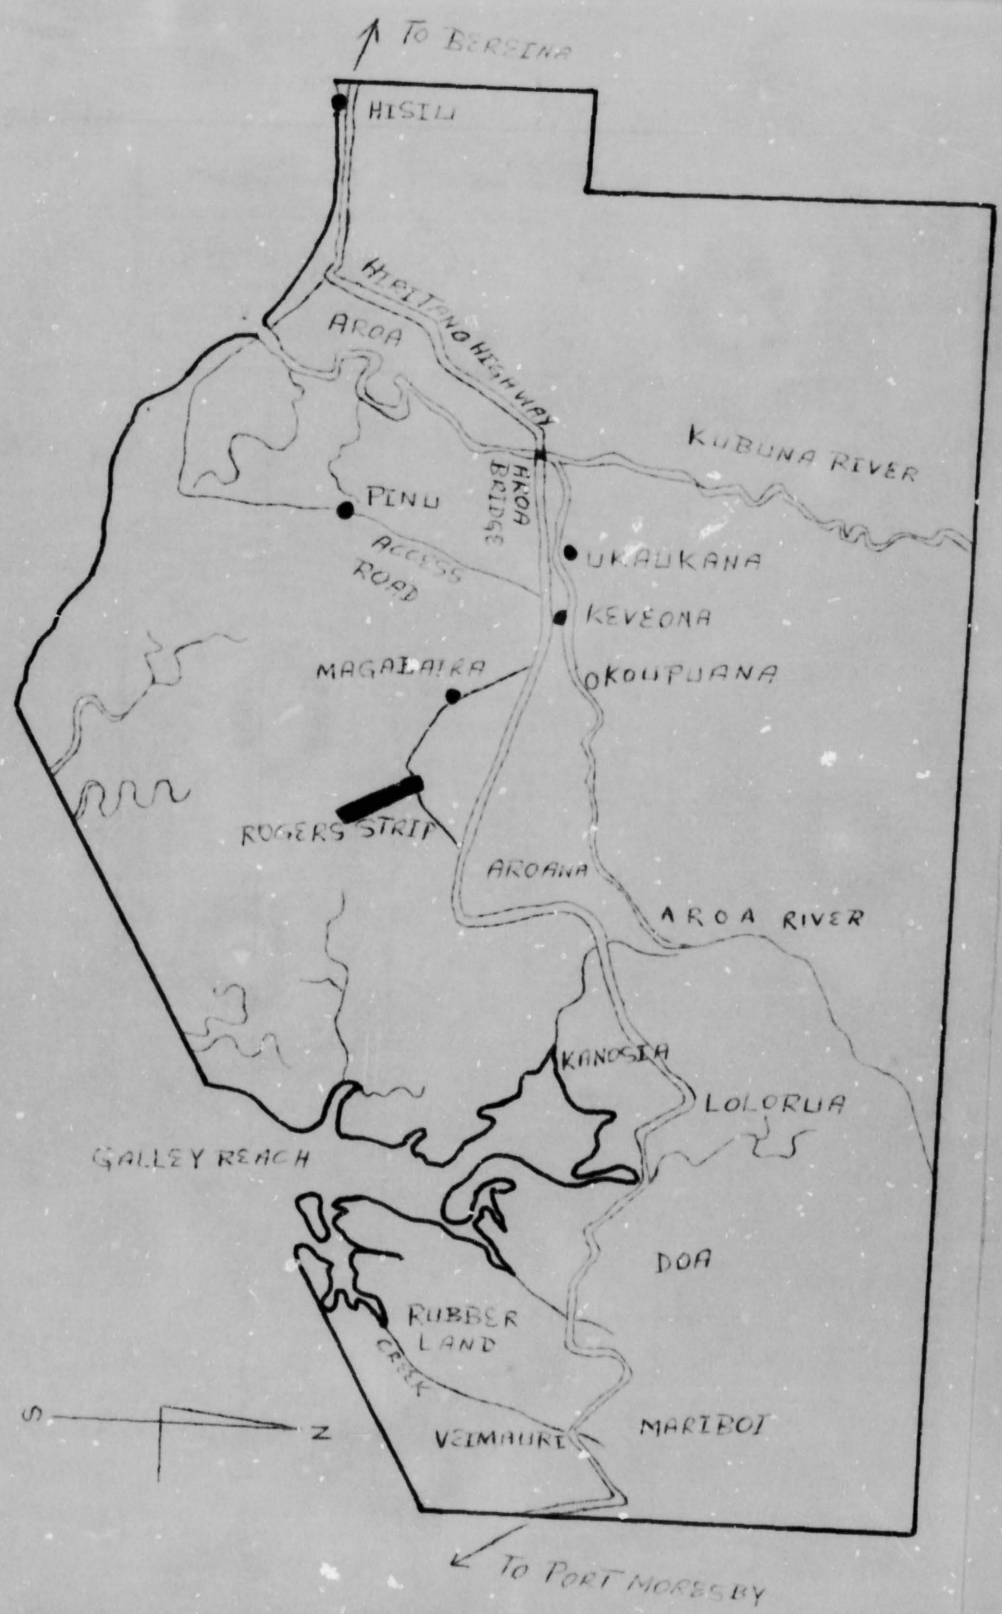 TO BEREINA
HISIU
HIRITANO HIGHWAY
AROA
KUBUNA RIVER
AROA
BRIDGE
PINU
ACCESS
ROAD
UKAUKANA
KEVEONA
MAGABAIRA
OKOUPUANA
ROGERS STRIP
AROANA
AROA RIVER
KANOSIA
LOLORUA
GALLEY REACH
DOA
RUBBER
LAND
CREEK
S
N
VEIMAURI
MARIBOI
TO PORT MORESBY